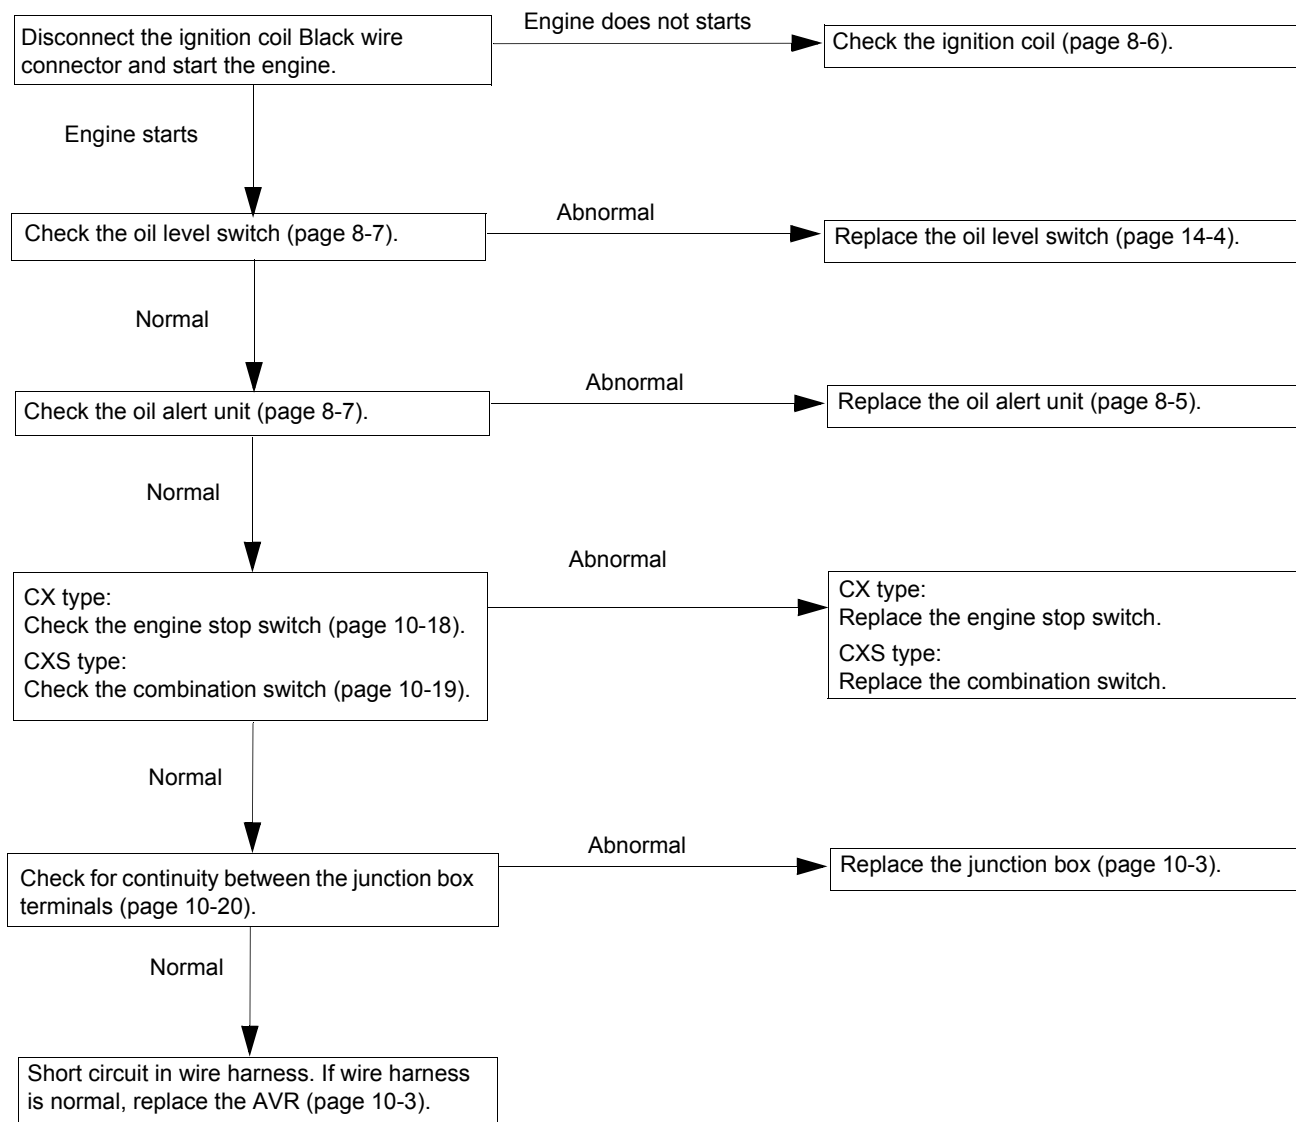 Engine does not starts
Disconnect the ignition coil Black wire
connector and start the engine.
Check the ignition coil (page 8-6).
Engine starts
Abnormal
Check the oil level switch (page 8-7).
Replace the oil level switch (page 14-4).
Normal
Abnormal
Check the oil alert unit (page 8-7).
Replace the oil alert unit (page 8-5).
Normal
Abnormal
CX type:
Check the engine stop switch (page 10-18).
CXS type:
Check the combination switch (page 10-19).
CX type:
Replace the engine stop switch.
CXS type:
Replace the combination switch.
Normal
Abnormal
Check for continuity between the junction box
terminals (page 10-20).
Replace the junction box (page 10-3).
Normal
Short circuit in wire harness. If wire harness
is normal, replace the AVR (page 10-3).